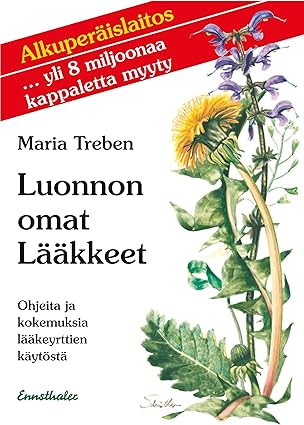 Alkuperäislaitos
... yli 8 miljoonaa
kappaletta myyty
Maria Treben
Luonnon
omat
Lääkkeet
Ohjeita ja
kokemuksia
lääkeyrttien
käytöstä
Ennsthaler